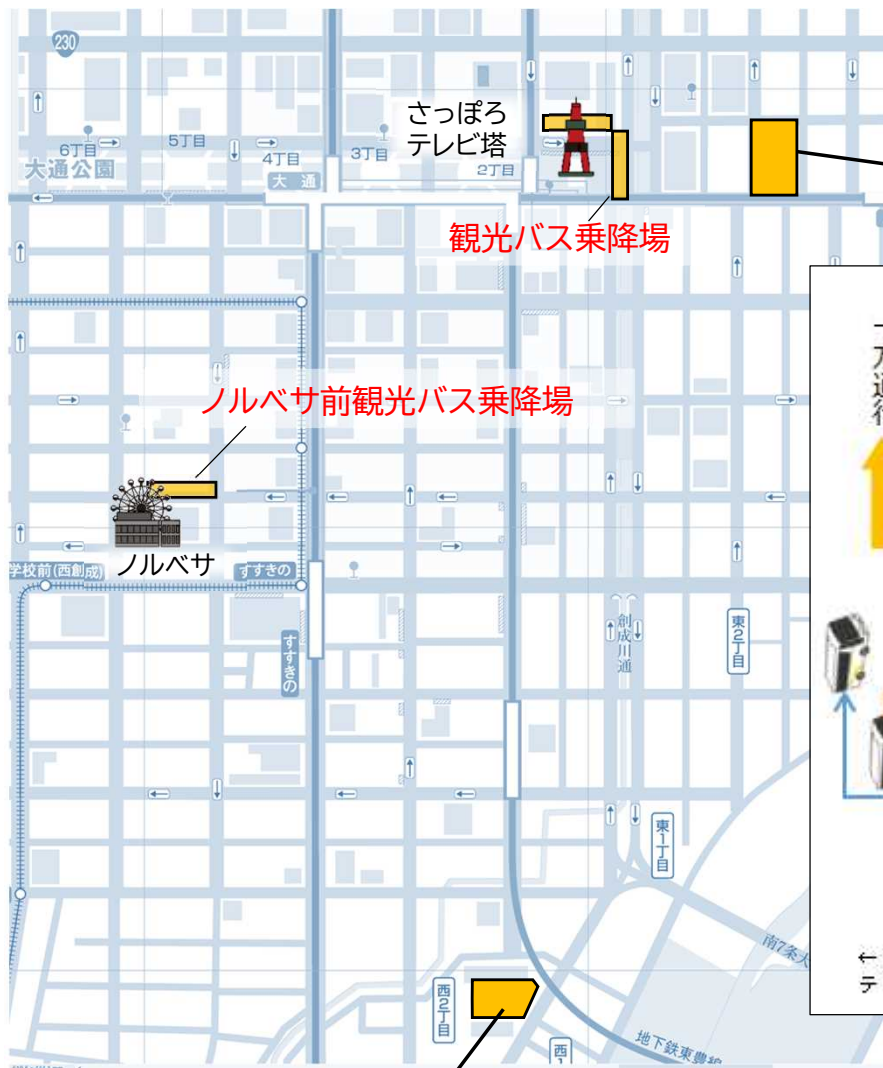 230
さっぽろ
テレビ塔
6丁目
5丁目
4丁目
3丁目
2丁目
大通公園
大通
観光バス乗降場
ノルベサ前観光バス乗降場
ノルベサ
学校前(西創成)
すすきの
すすきの
創成川通
東2丁目
東1丁目
南7条大
西2丁目
西1
地下鉄東豊線
←
テ